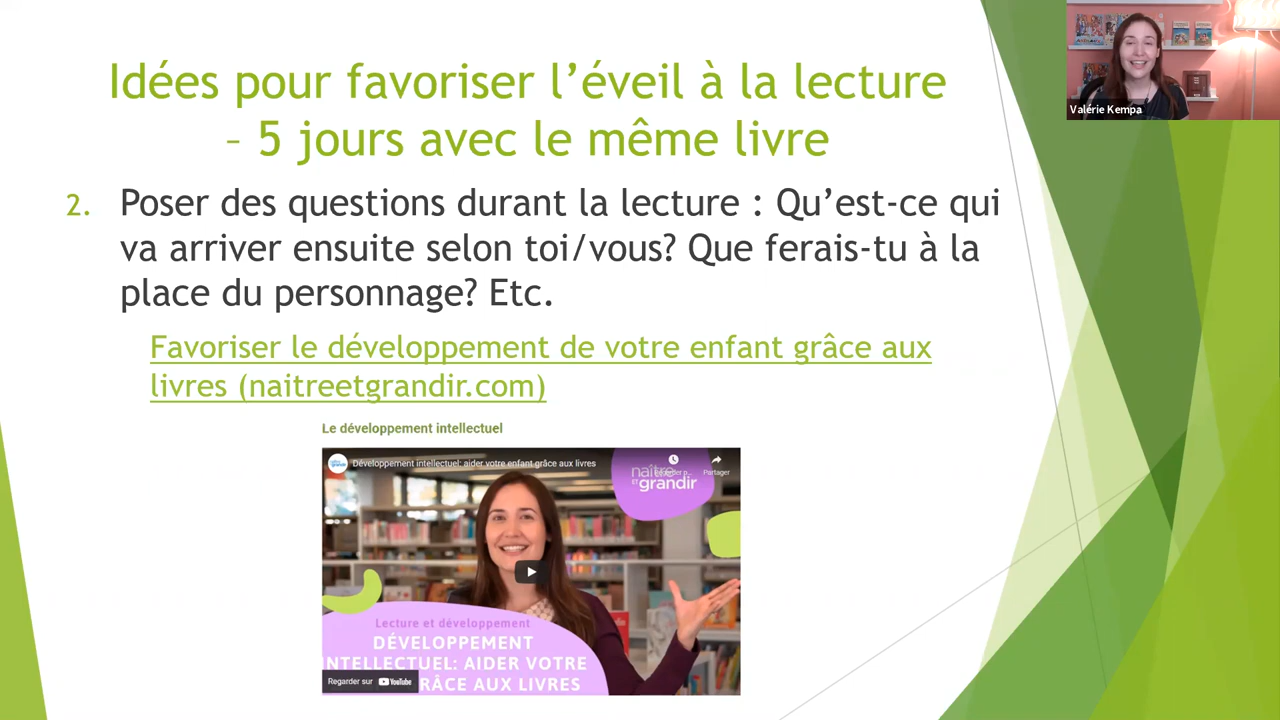 Idées pour favoriser l’éveil à la lecture
– 5 jours avec le même livre
Valérie Kempa
2. Poser des questions durant la lecture : Qu’est-ce qui
va arriver ensuite selon toi/vous? Que ferais-tu à la
place du personnage? Etc.
Favoriser le développement de votre enfant grâce aux
livres (naitreetgrandir.com)
Le développement intellectuel
Développement intellectuel: aider votre enfant grâce aux livres
Partager
naître
ET grandir
Lecture et développement
DÉVELOPPEMENT
INTELLECTUEL: AIDER VOTRE
RÂCE AUX LIVRES
Regarder sur YouTube